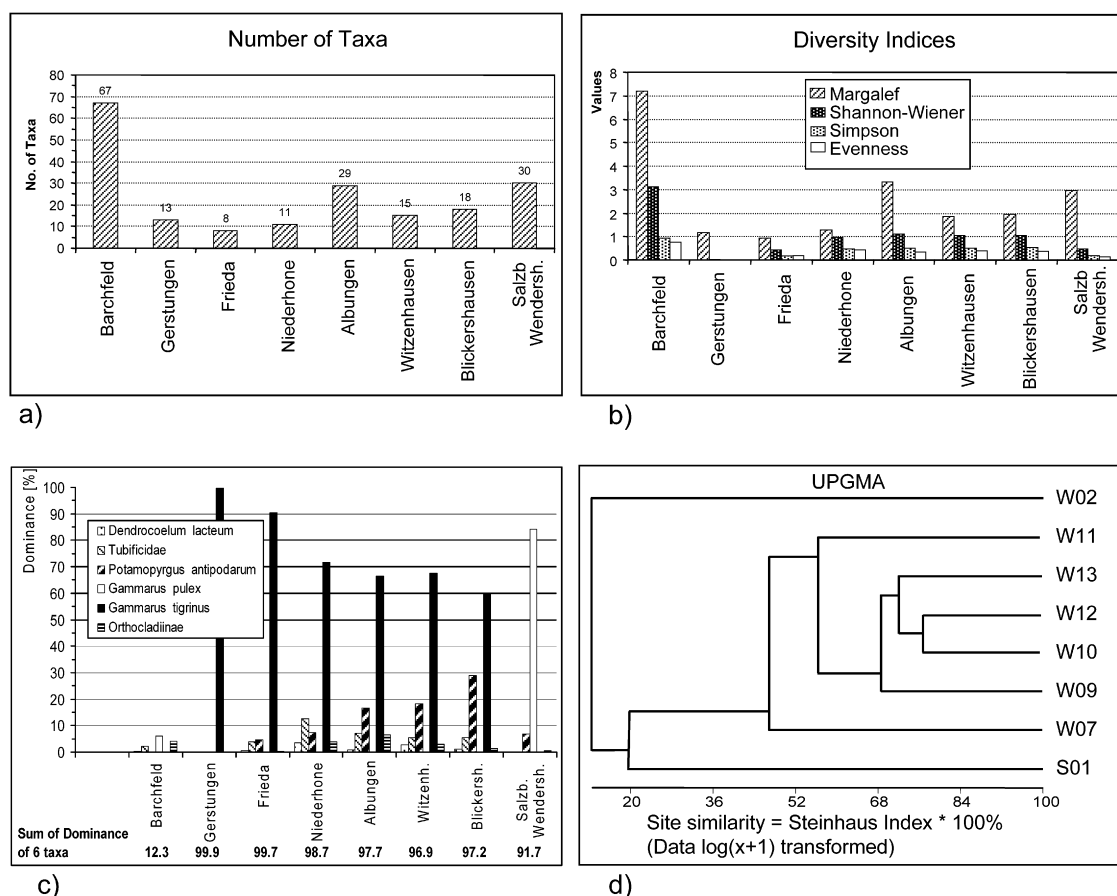 Number of Taxa
No. of Taxa
80
70
60
50
40
30
20
10
0
67
13
8
11
29
15
18
30
Barchfeld
Gerstungen
Frieda
Niederhone
Albungen
Witzenhausen
Blickershausen
Salzb
Wendersh.
a)
Diversity Indices
Values
8
7
6
5
4
3
2
1
0
Margalef
Shannon-Wiener
Simpson
Evenness
Barchfeld
Gerstungen
Frieda
Niederhone
Albungen
Witzenhausen
Blickershausen
Salzb
Wendersh.
b)
Dominance [%]
100
90
80
70
60
50
40
30
20
10
0
Dendrocoelum lacteum
Tubificidae
Potamopyrgus antipodarum
Gammarus pulex
Gammarus tigrinus
Orthocladiinae
Barchfeld
Gerstungen
Frieda
Niederhone
Albungen
Witzenh.
Blickersh.
Salzb.
Wendersh.
Sum of Dominance
of 6 taxa 12.3 99.9 99.7 98.7 97.7 96.9 97.2 91.7
c)
UPGMA
W02
W11
W13
W12
W10
W09
W07
S01
20 36 52 68 84 100
Site similarity = Steinhaus Index * 100%
(Data log(x+1) transformed)
d)